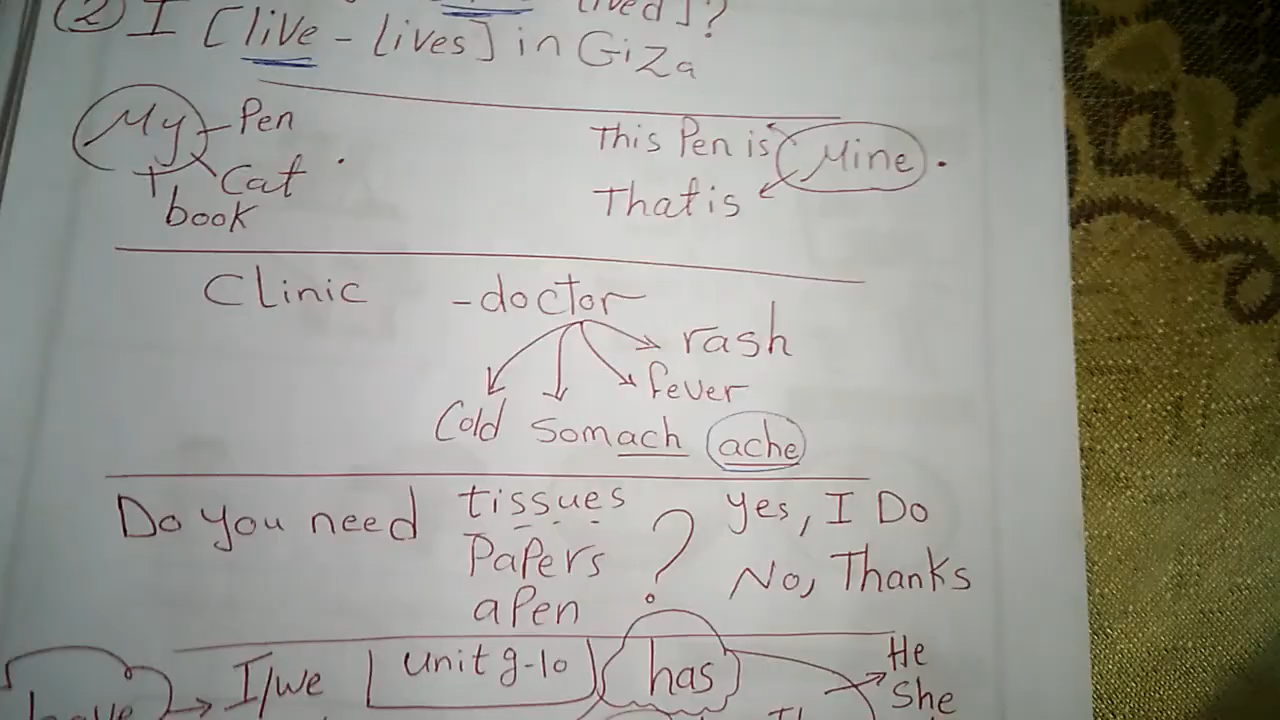 lived]?
(2) I [live - lives] in Giza
My Pen
Cat
book
This Pen is Mine.
That is
Clinic - doctor
rash
fever
Cold Somach ache
Do you need tissues ? Yes, I Do
Papers No, Thanks
a Pen
I/we unit 9-10 has He
She